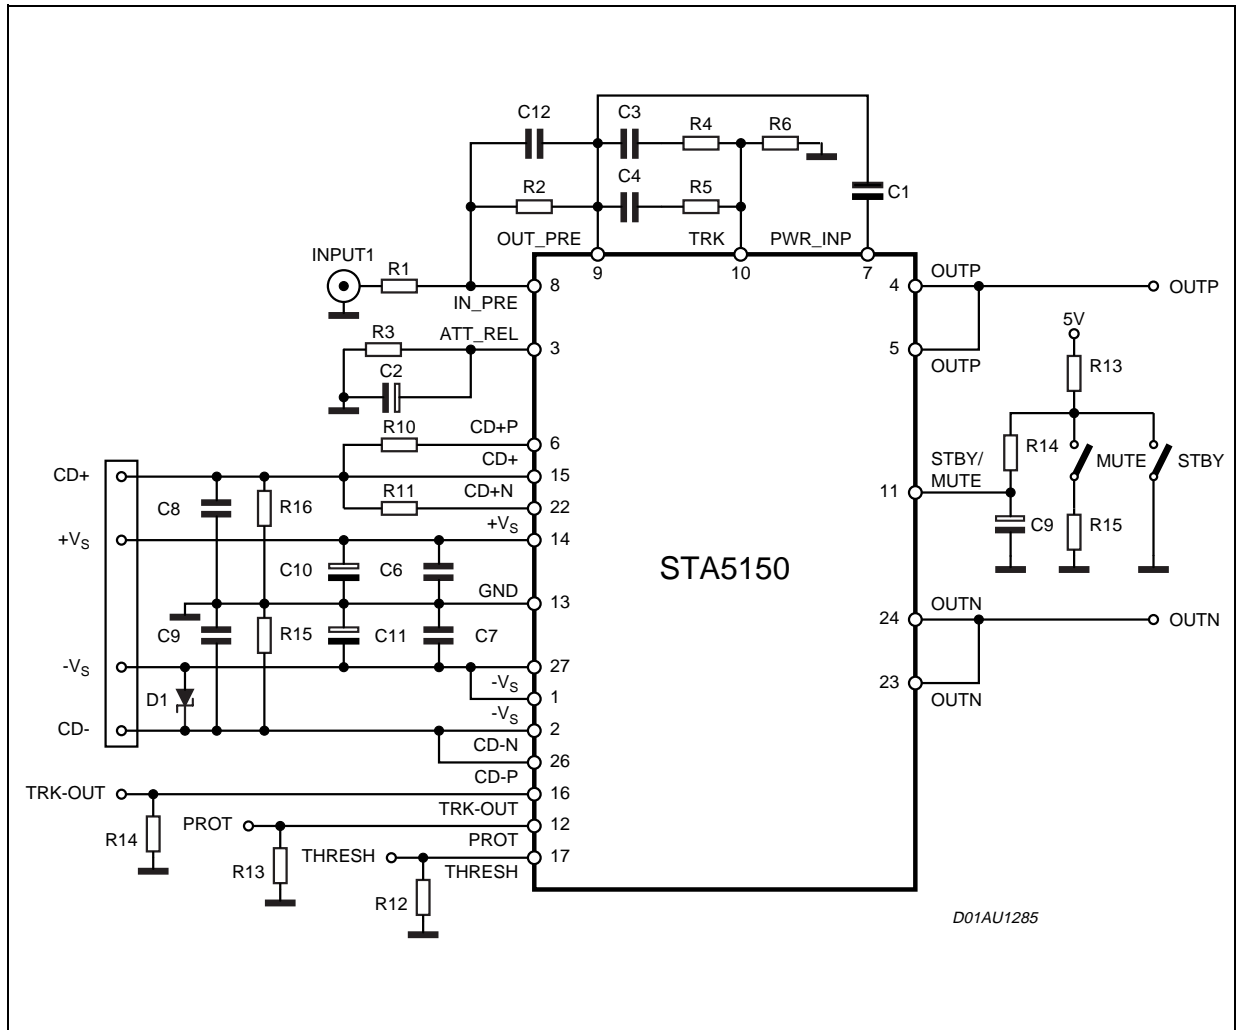 C12
C3
R4
R6
R2
C4
R5
C1
OUT_PRE
TRK
PWR_INP
9
10
7
INPUT1
R1
8
IN_PRE
R3
ATT_REL
3
C2
R10
CD+P
6
CD+
CD+
15
R11
CD+N
22
C8
R16
+VS
+VS
14
C10
C6
GND
13
C9
R15
C11
C7
-VS
27
-VS
1
D1
-VS
CD-
2
CD-N
26
CD-P
TRK-OUT
16
TRK-OUT
R14
PROT
12
PROT
R13
THRESH
17
THRESH
R12
STA5150
4
OUTP
OUTP
5
OUTP
5V
R13
R14
MUTE
STBY
STBY/
MUTE
11
C9
R15
24
OUTN
OUTN
23
OUTN
D01AU1285